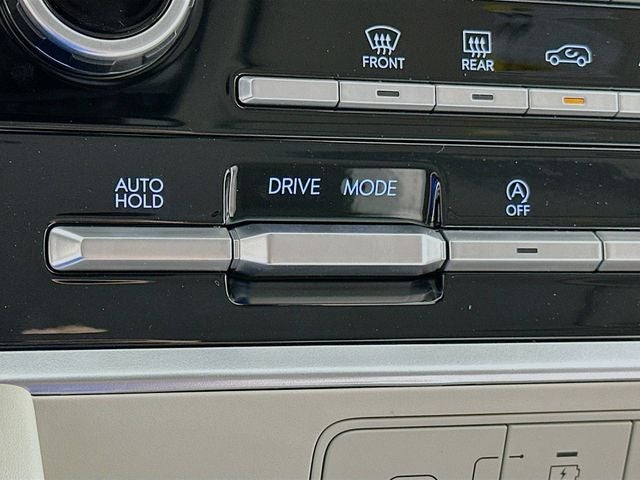 FRONT
REAR
AUTO
HOLD
DRIVE MODE
A
OFF